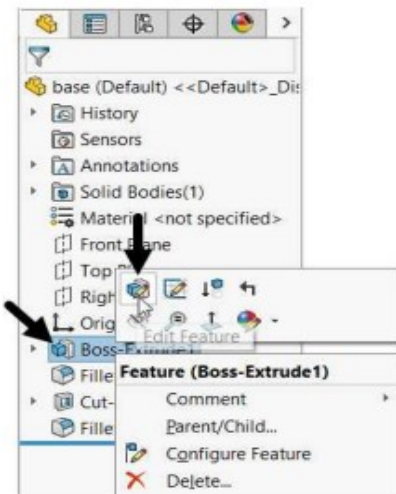 base (Default) <<Default>_Dis
History
Sensors
Annotations
Solid Bodies(1)
Material <not specified>
Front Plane
Top
Righ
Orig
Edit Feature
Boss-Extrude1
Fille
Feature (Boss-Extrude1)
Cut-
Comment
Fille
Parent/Child...
Configure Feature
Delete...